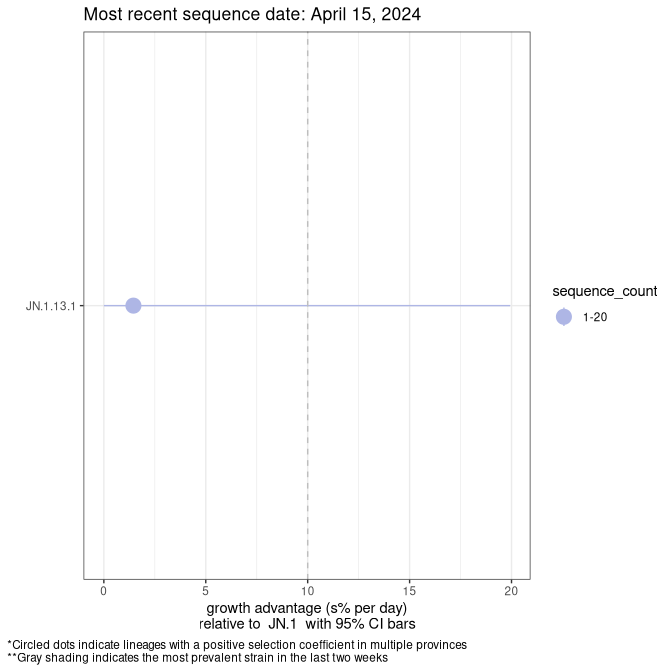 Most recent sequence date: April 15, 2024
JN.1.13.1
sequence_count
1-20
0 5 10 15 20
growth advantage (s% per day)
relative to JN.1 with 95% CI bars
*Circled dots indicate lineages with a positive selection coefficient in multiple provinces
**Gray shading indicates the most prevalent strain in the last two weeks